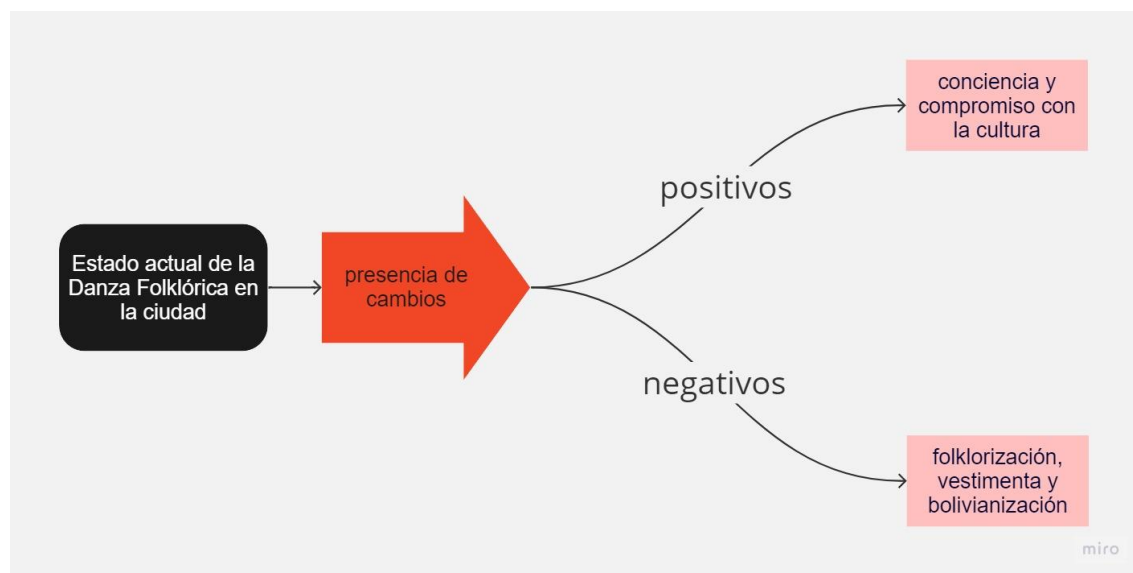 Estado actual de la
Danza Folklórica en
la ciudad
presencia de
cambios
positivos
conciencia y
compromiso con
la cultura
negativos
folklorización,
vestimenta y
bolivianización
miro